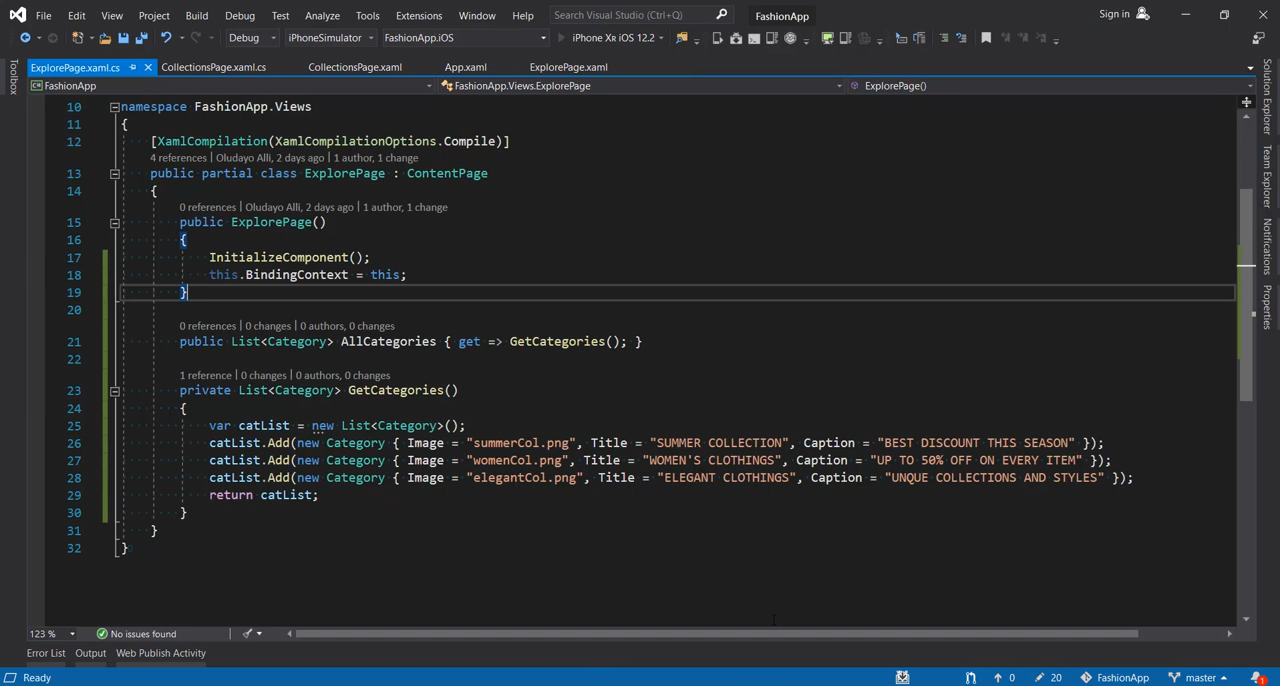 File Edit View Project Build Debug Test Analyze Tools Extensions Window Help Search Visual Studio (Ctrl+Q) FashionApp Sign in
Debug iPhoneSimulator FashionApp.iOS iPhone Xʀ iOS 12.2
ExplorePage.xaml.cs CollectionsPage.xaml.cs CollectionsPage.xaml App.xaml ExplorePage.xaml
FashionApp FashionApp.Views.ExplorePage ExplorePage()
Toolbox
10 namespace FashionApp.Views
11 {
12 [XamlCompilation(XamlCompilationOptions.Compile)]
4 references | Oludayo Alli, 2 days ago | 1 author, 1 change
13 public partial class ExplorePage : ContentPage
14 {
0 references | Oludayo Alli, 2 days ago | 1 author, 1 change
15 public ExplorePage()
16 {
17 InitializeComponent();
18 this.BindingContext = this;
19 }
20
0 references | 0 changes | 0 authors, 0 changes
21 public List<Category> AllCategories { get => GetCategories(); }
22
1 reference | 0 changes | 0 authors, 0 changes
23 private List<Category> GetCategories()
24 {
25 var catList = new List<Category>();
26 catList.Add(new Category { Image = "summerCol.png", Title = "SUMMER COLLECTION", Caption = "BEST DISCOUNT THIS SEASON" });
27 catList.Add(new Category { Image = "womenCol.png", Title = "WOMEN'S CLOTHINGS", Caption = "UP TO 50% OFF ON EVERY ITEM" });
28 catList.Add(new Category { Image = "elegantCol.png", Title = "ELEGANT CLOTHINGS", Caption = "UNQUE COLLECTIONS AND STYLES" });
29 return catList;
30 }
31 }
32 }
Solution Explorer
Team Explorer
Notifications
Properties
123 % No issues found
Error List Output Web Publish Activity
Ready 0 20 FashionApp master 1